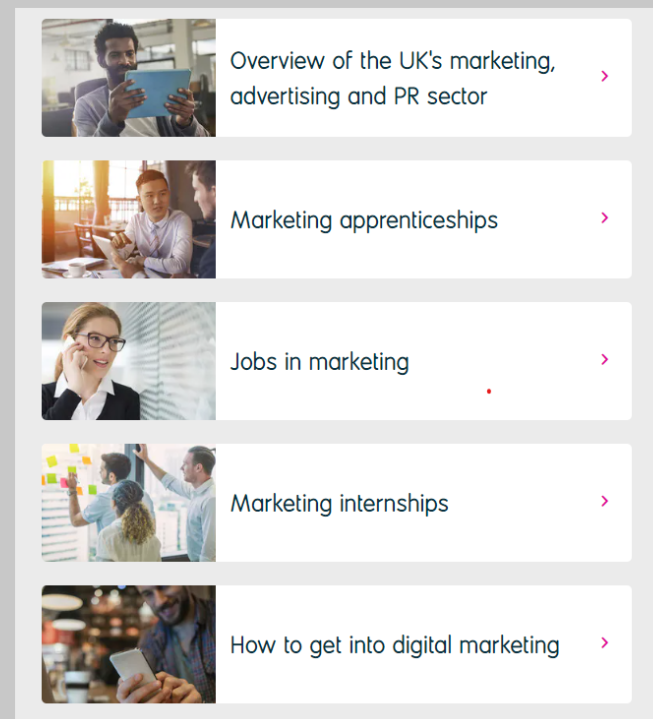 Overview of the UK's marketing,
advertising and PR sector
Marketing apprenticeships
Jobs in marketing
Marketing internships
How to get into digital marketing